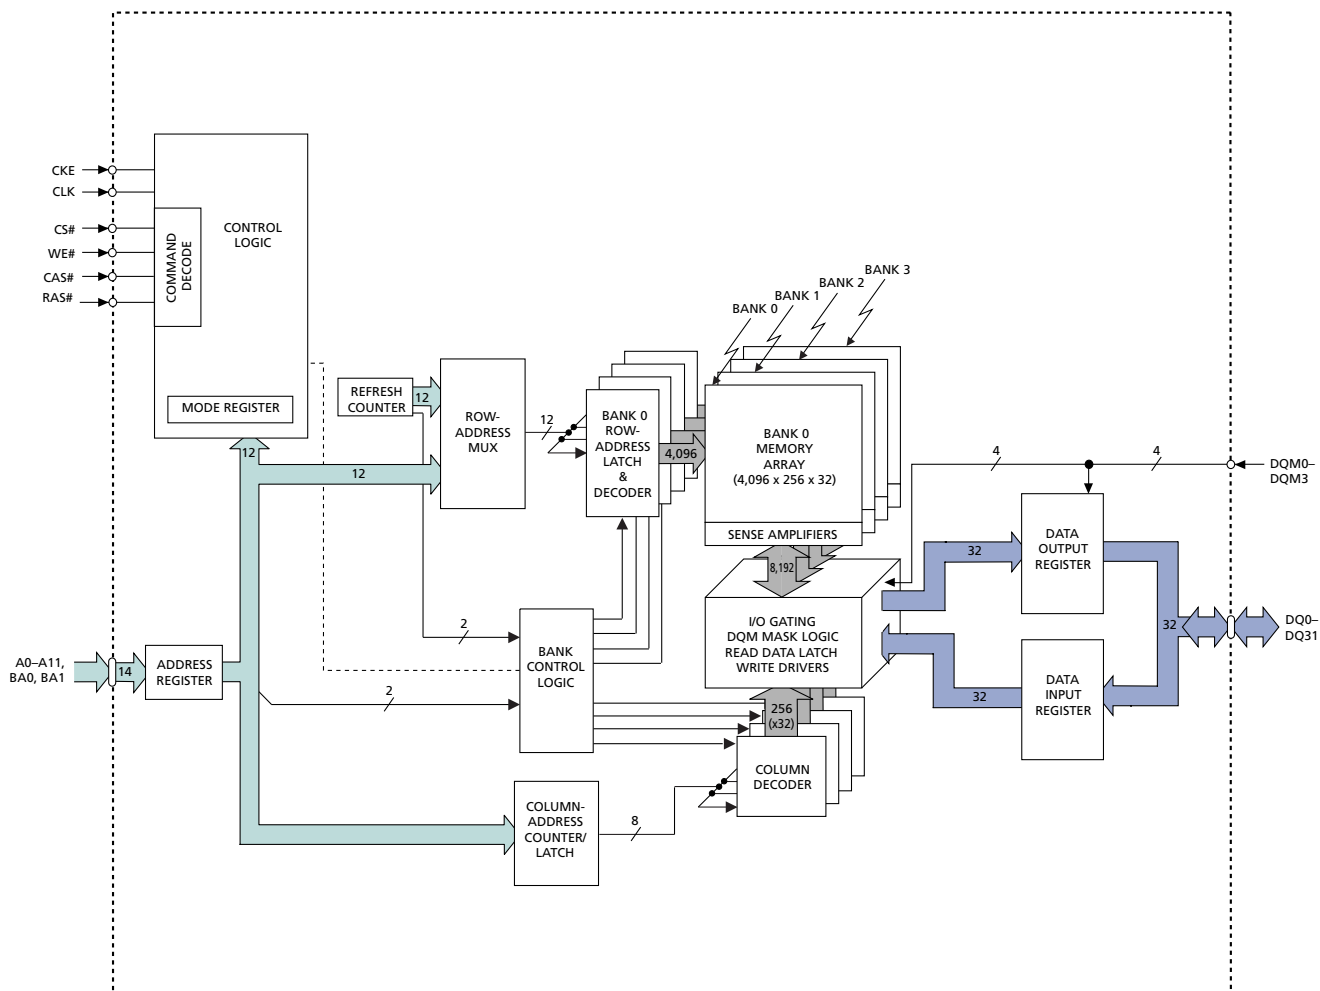 CKE
CLK
CS#
WE#
CAS#
RAS#
COMMAND
DECODE
CONTROL
LOGIC
MODE REGISTER
12
REFRESH
COUNTER
12
12
ROW-
ADDRESS
MUX
12
BANK 0
ROW-
ADDRESS
LATCH
&
DECODER
4,096
BANK 0
BANK 1
BANK 2
BANK 3
BANK 0
MEMORY
ARRAY
(4,096 x 256 x 32)
SENSE AMPLIFIERS
8,192
I/O GATING
DQM MASK LOGIC
READ DATA LATCH
WRITE DRIVERS
256
(x32)
COLUMN
DECODER
2
2
BANK
CONTROL
LOGIC
A0–A11,
BA0, BA1
14
ADDRESS
REGISTER
COLUMN-
ADDRESS
COUNTER/
LATCH
8
4
4
DQM0–
DQM3
32
DATA
OUTPUT
REGISTER
32
DQ0–
DQ31
32
DATA
INPUT
REGISTER